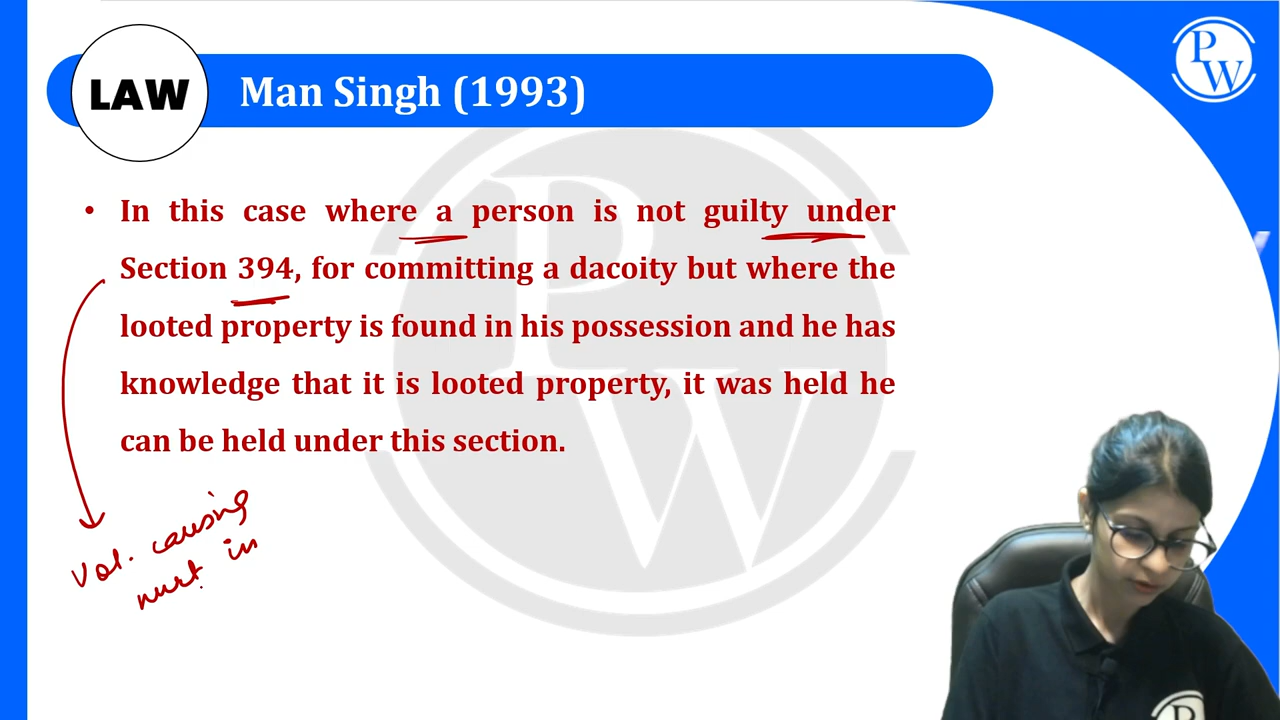 LAW
Man Singh (1993)
P
W
• In this case where a person is not guilty under
Section 394, for committing a dacoity but where the
looted property is found in his possession and he has
knowledge that it is looted property, it was held he
can be held under this section.
Vol. causing
hurt in
P
W
P
W